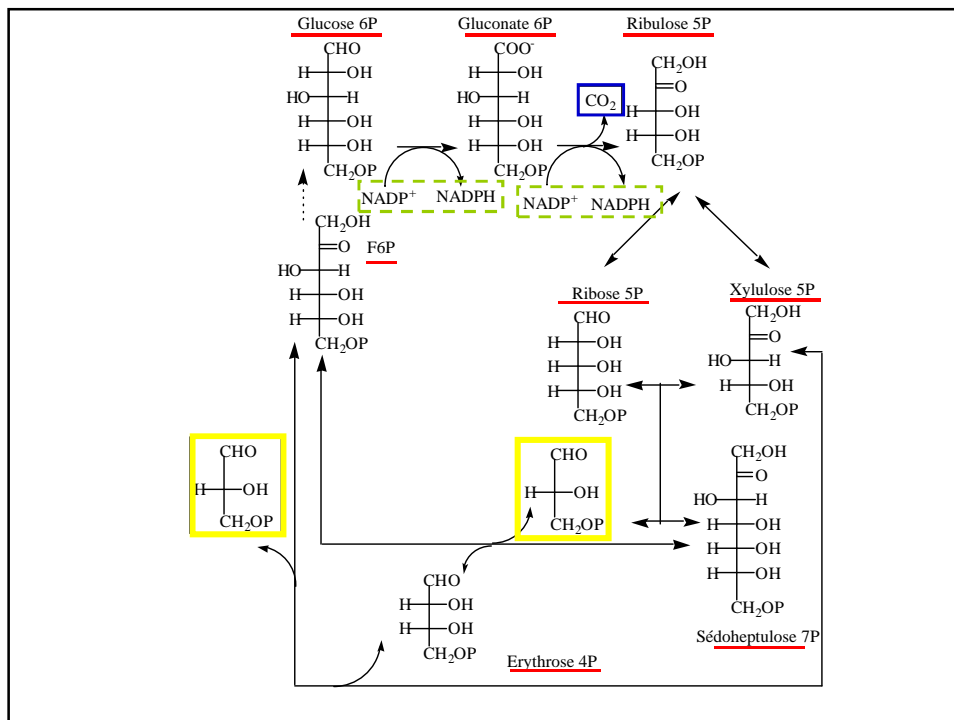 Glucose 6P
Gluconate 6P
Ribulose 5P
CHO
H OH
HO H
H OH
H OH
CH₂OP
COO⁻
H OH
HO H
H OH
H OH
CH₂OP
CO₂
CH₂OH
O
H OH
H OH
CH₂OP
NADP⁺ NADPH
NADP⁺ NADPH
CH₂OH
O
HO H
H OH
H OH
CH₂OP
F6P
Ribose 5P
CHO
H OH
H OH
H OH
CH₂OP
Xylulose 5P
CH₂OH
O
HO H
H OH
CH₂OP
CHO
H OH
CH₂OP
CHO
H OH
CH₂OP
CH₂OH
O
HO H
H OH
H OH
H OH
CH₂OP
Sédoheptulose 7P
CHO
H OH
H OH
CH₂OP
Erythrose 4P